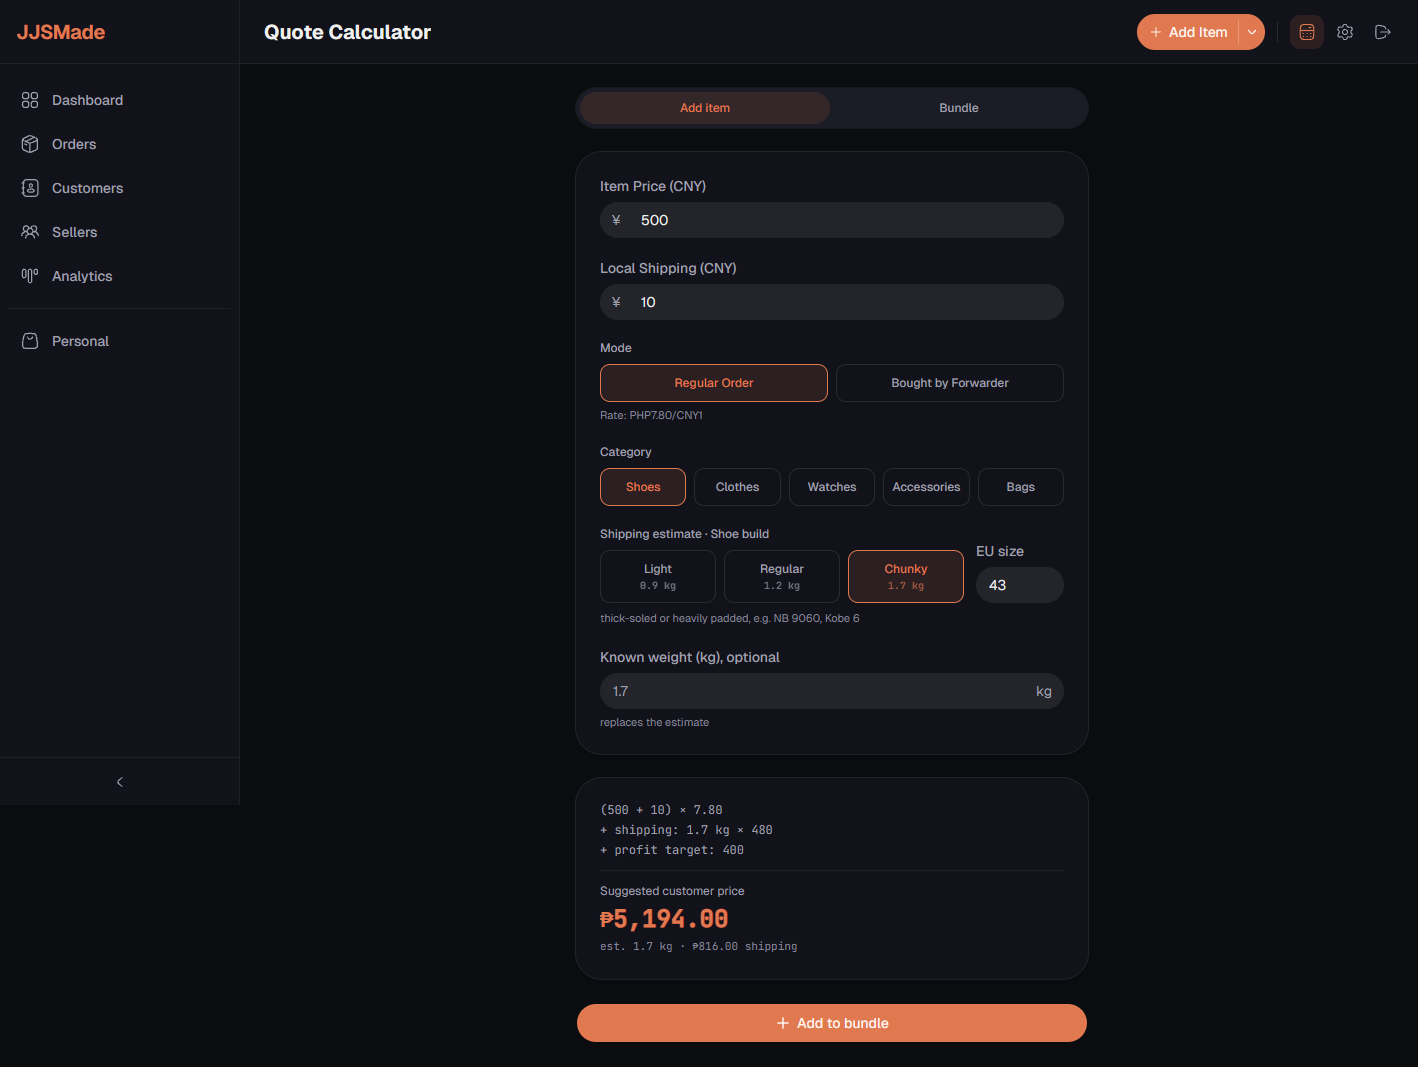 JJSMade
Quote Calculator
Add Item
Dashboard
Orders
Customers
Sellers
Analytics
Personal
Add item
Bundle
Item Price (CNY)
¥ 500
Local Shipping (CNY)
¥ 10
Mode
Regular Order
Bought by Forwarder
Rate: PHP7.80/CNY1
Category
Shoes
Clothes
Watches
Accessories
Bags
Shipping estimate · Shoe build
EU size
Light
0.9 kg
Regular
1.2 kg
Chunky
1.7 kg
43
thick-soled or heavily padded, e.g. NB 9060, Kobe 6
Known weight (kg), optional
1.7 kg
replaces the estimate
(500 + 10) × 7.80
+ shipping: 1.7 kg × 480
+ profit target: 400
Suggested customer price
₱5,194.00
est. 1.7 kg · ₱816.00 shipping
Add to bundle